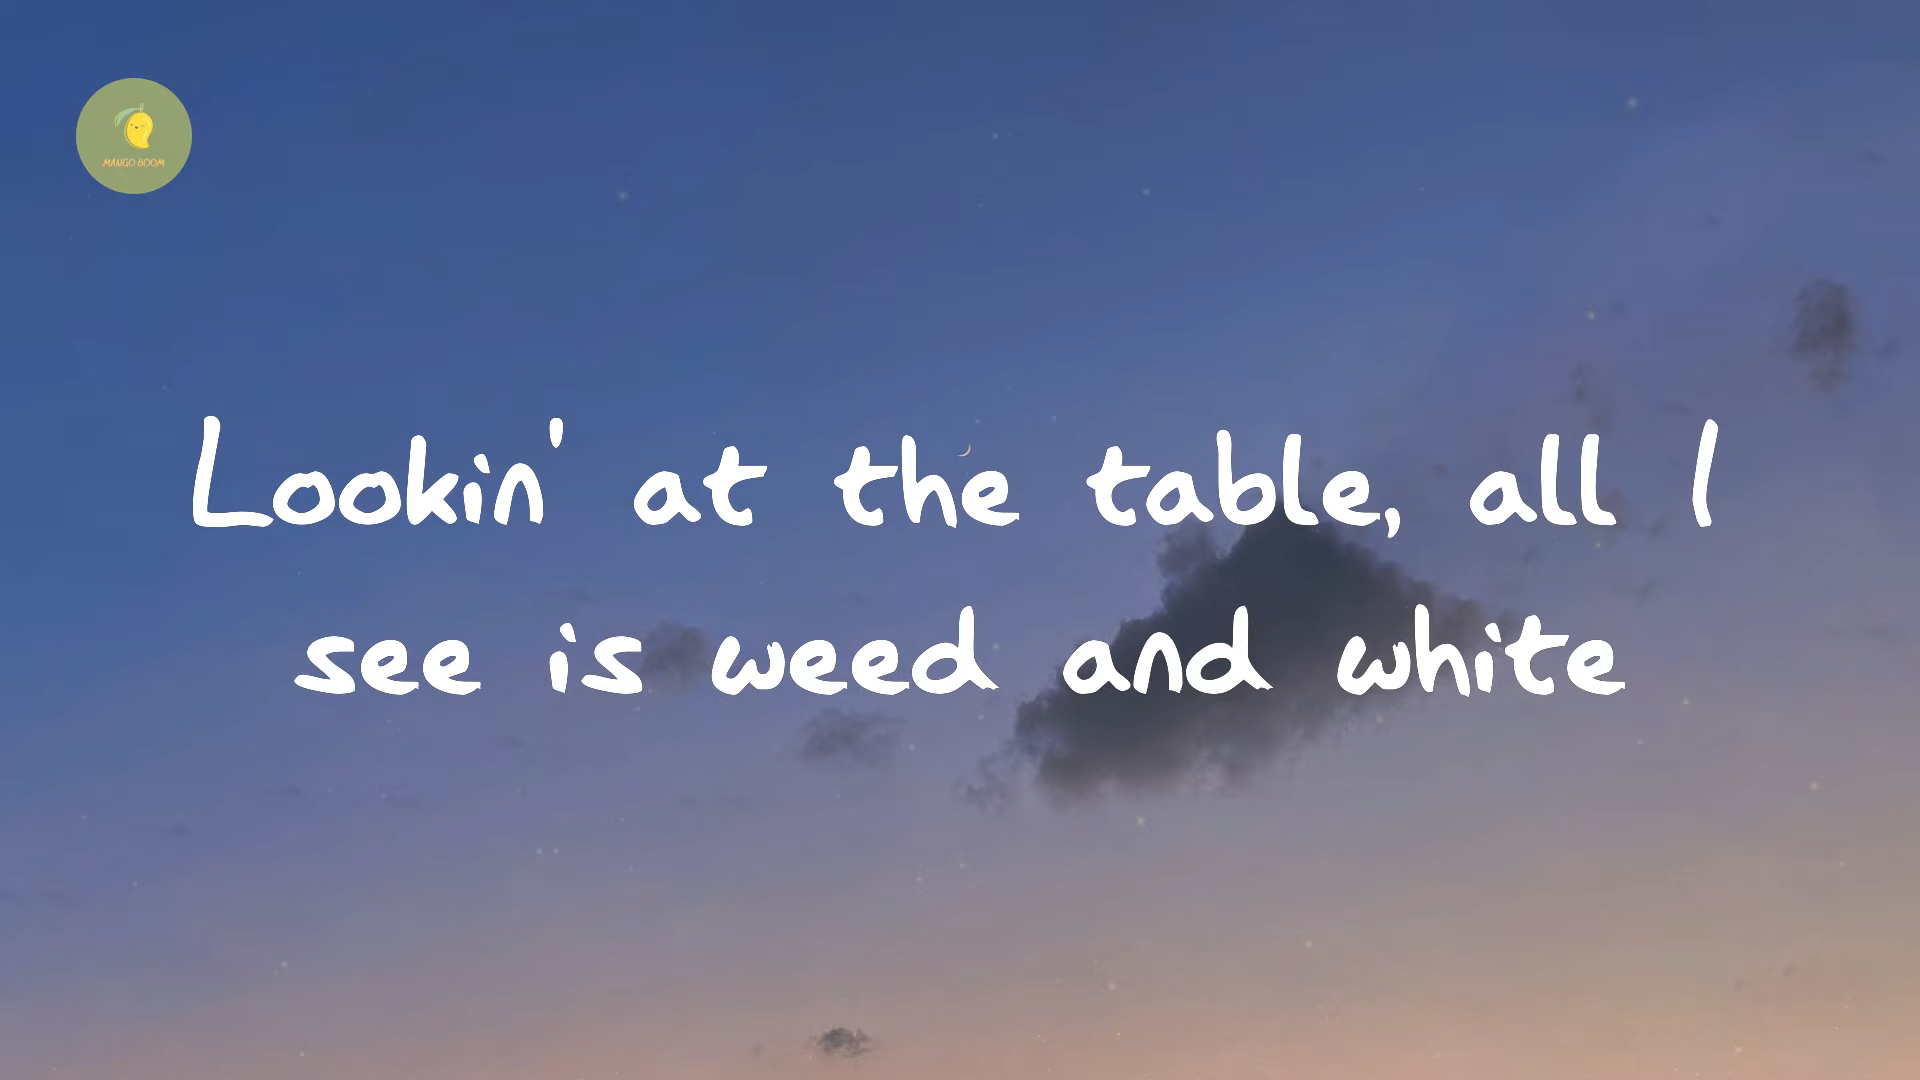 MANGO BOOM
Lookin' at the table, all I
see is weed and white